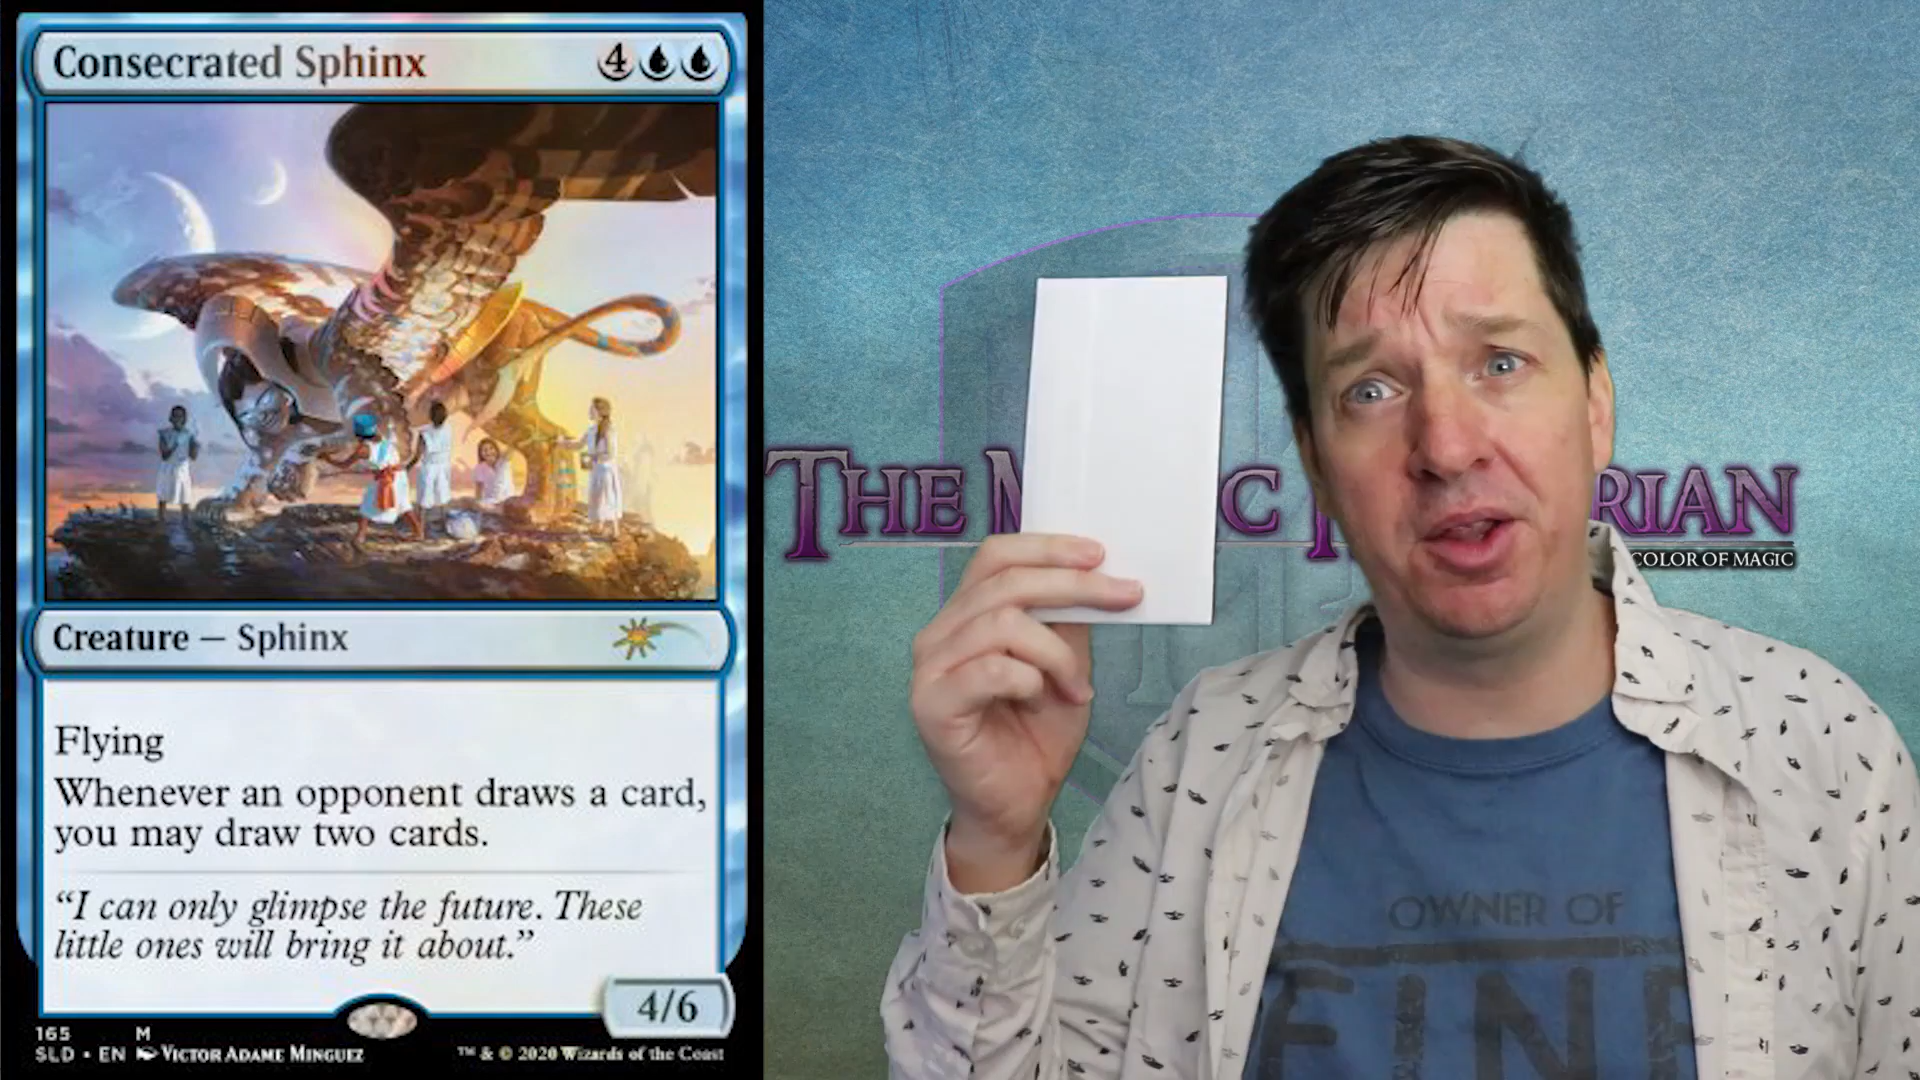 Consecrated Sphinx 4
Creature — Sphinx
Flying
Whenever an opponent draws a card,
you may draw two cards.
“I can only glimpse the future. These
little ones will bring it about.”
4/6
165 M
SLD • EN VICTOR ADAME MINGUEZ
™ & © 2020 Wizards of the Coast
THE
COLOR OF MAGIC
OWNER OF